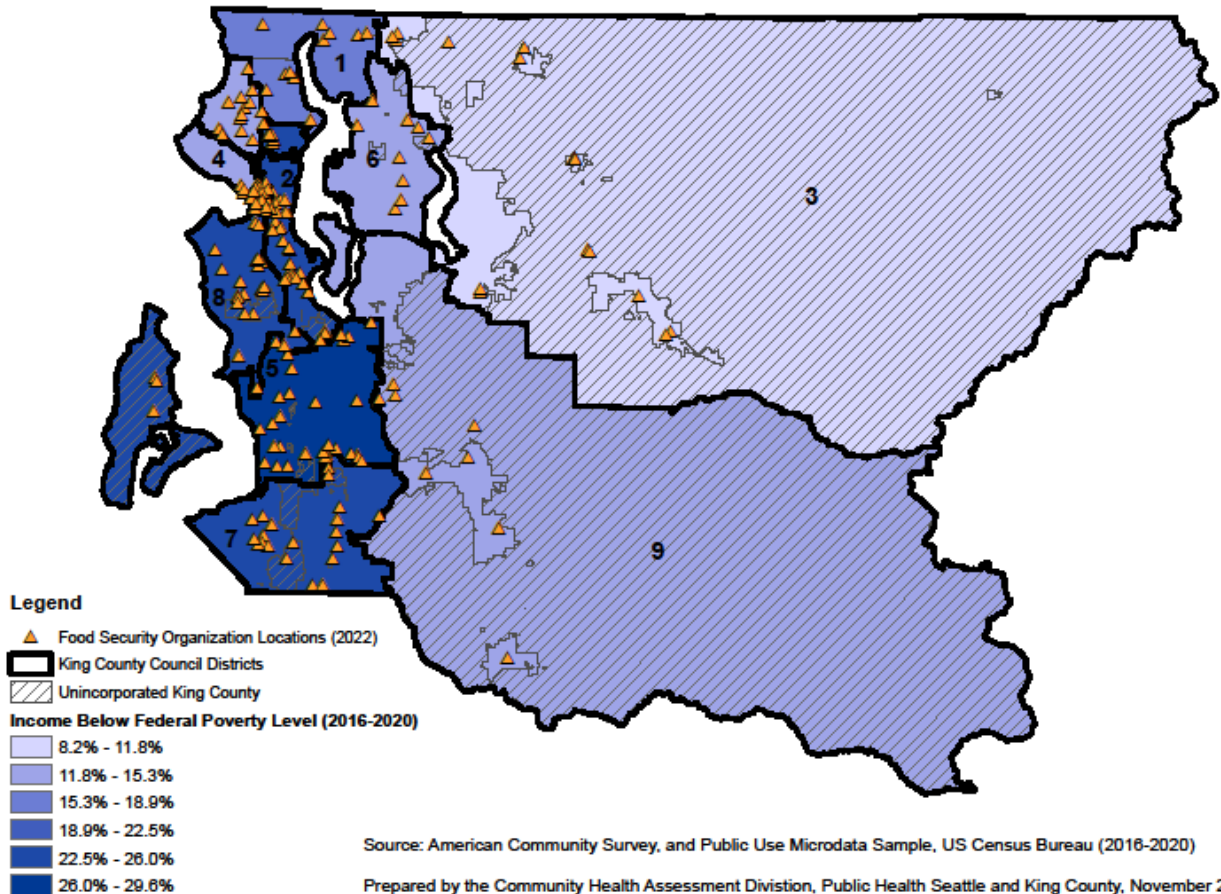 1
4
2
6
3
8
5
7
9
Legend
Food Security Organization Locations (2022)
King County Council Districts
Unincorporated King County
Income Below Federal Poverty Level (2016-2020)
8.2% - 11.8%
11.8% - 15.3%
15.3% - 18.9%
18.9% - 22.5%
22.5% - 26.0%
26.0% - 29.6%
Source: American Community Survey, and Public Use Microdata Sample, US Census Bureau (2016-2020)
Prepared by the Community Health Assessment Divistion, Public Health Seattle and King County, November 2